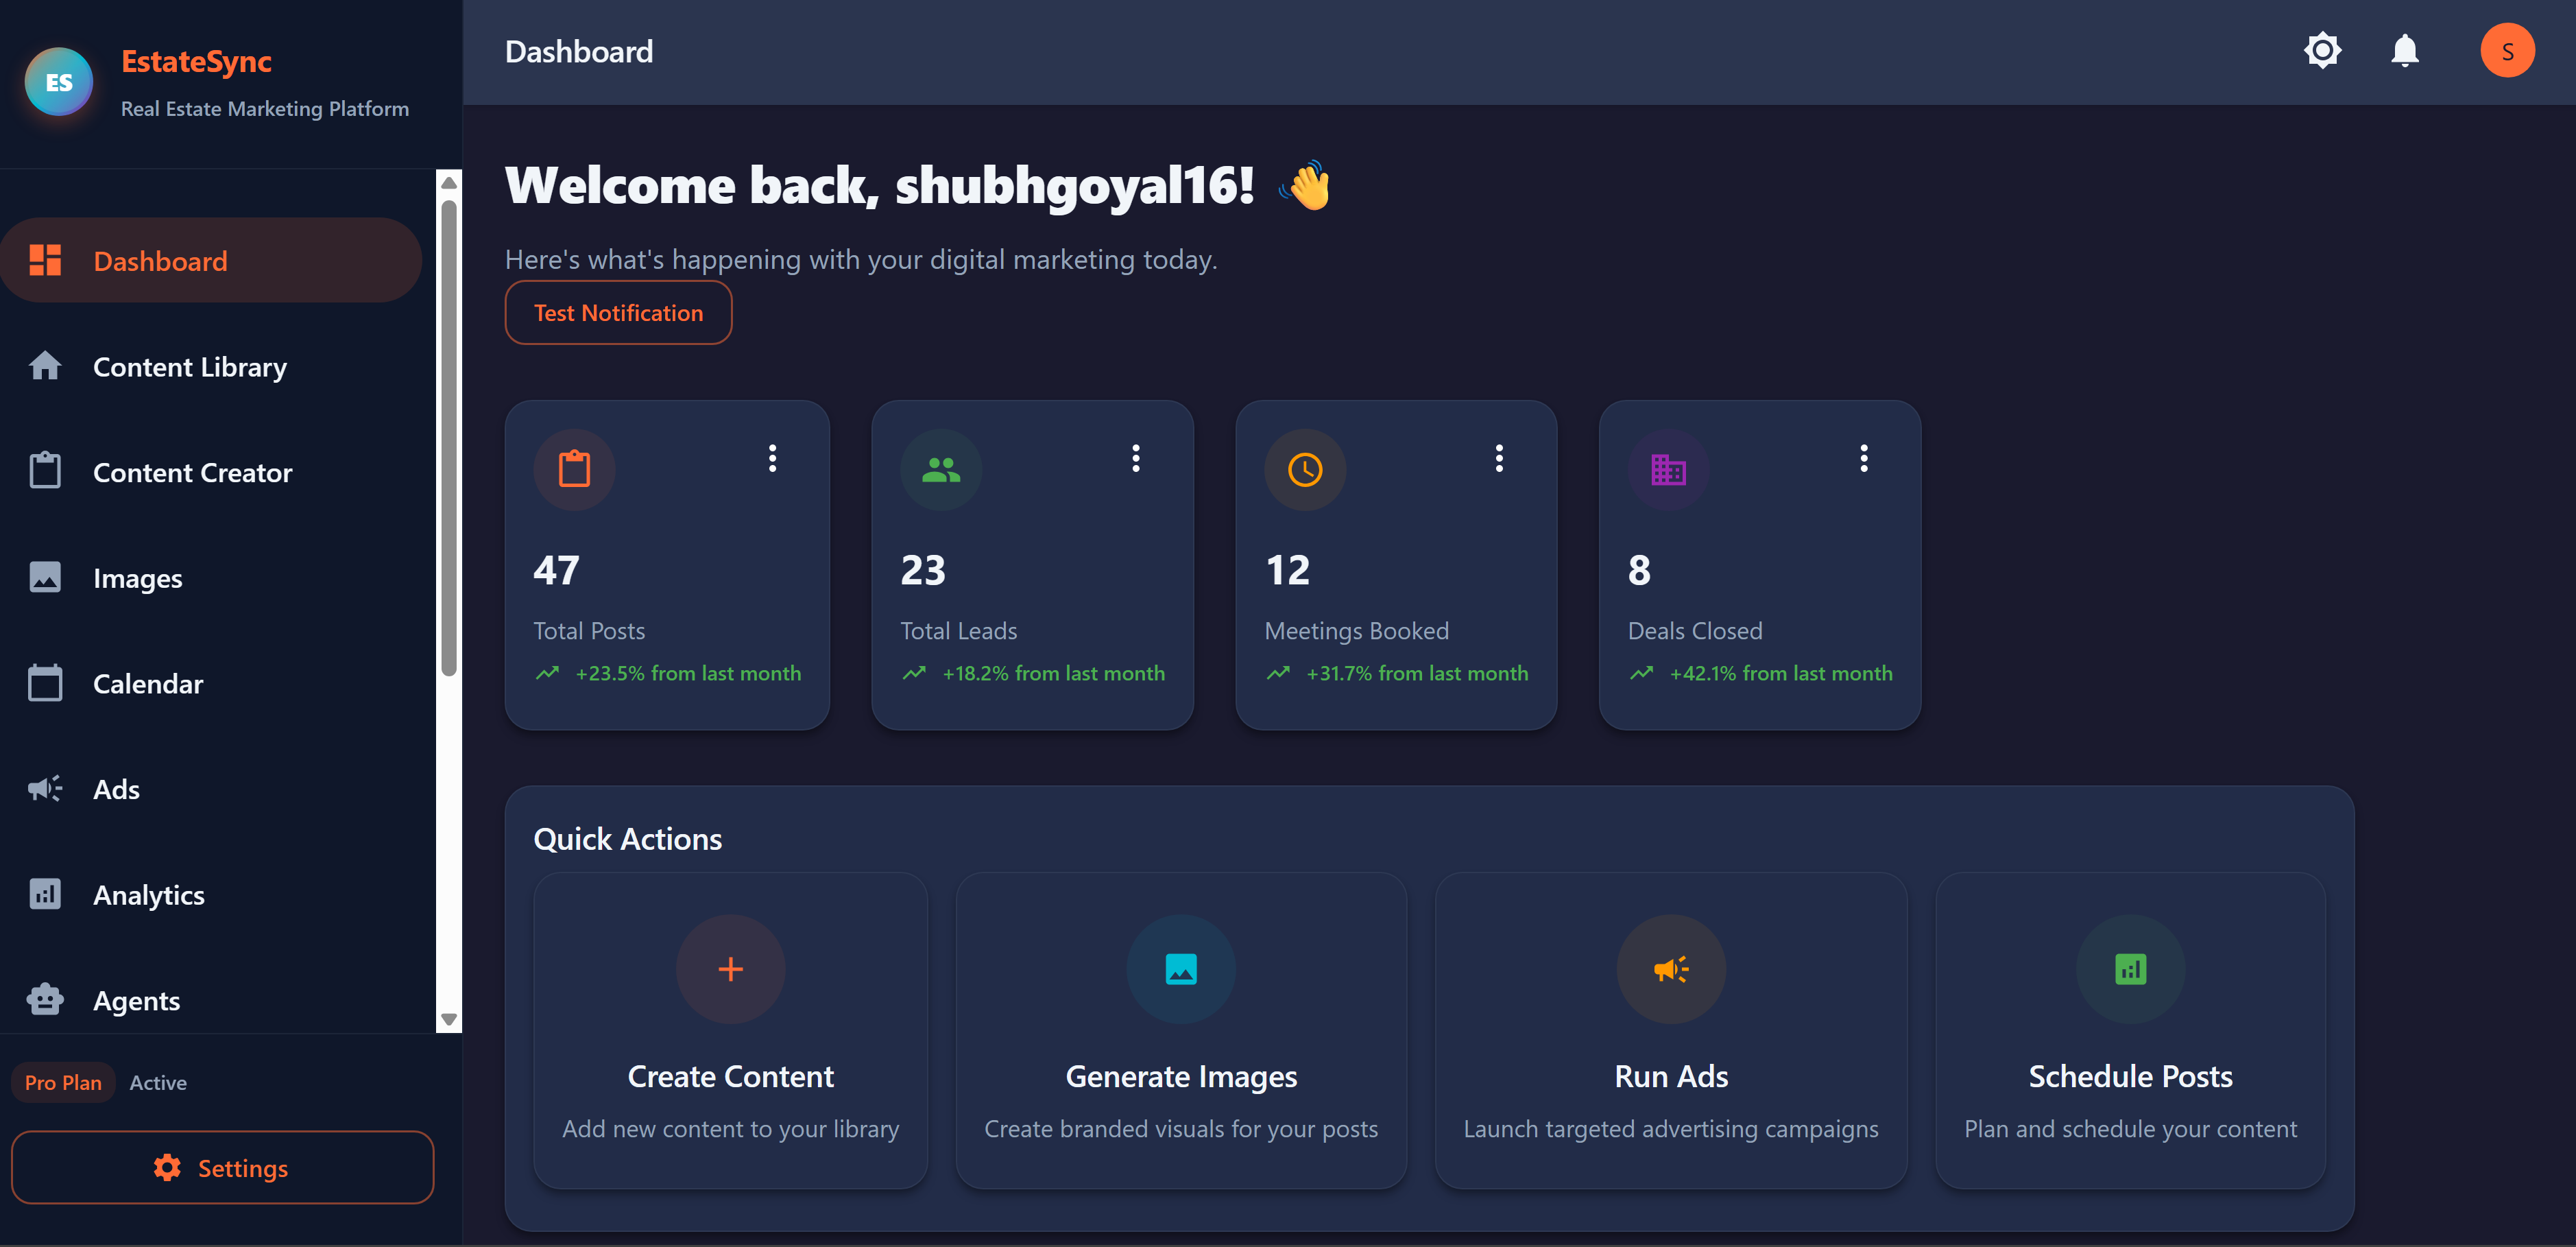 ES
EstateSync
Real Estate Marketing Platform
Dashboard
Content Library
Content Creator
Images
Calendar
Ads
Analytics
Agents
Pro Plan
Active
Settings
Dashboard
S
Welcome back, shubhgoyal16! 👋
Here's what's happening with your digital marketing today.
Test Notification
47
Total Posts
+23.5% from last month
23
Total Leads
+18.2% from last month
12
Meetings Booked
+31.7% from last month
8
Deals Closed
+42.1% from last month
Quick Actions
Create Content
Add new content to your library
Generate Images
Create branded visuals for your posts
Run Ads
Launch targeted advertising campaigns
Schedule Posts
Plan and schedule your content